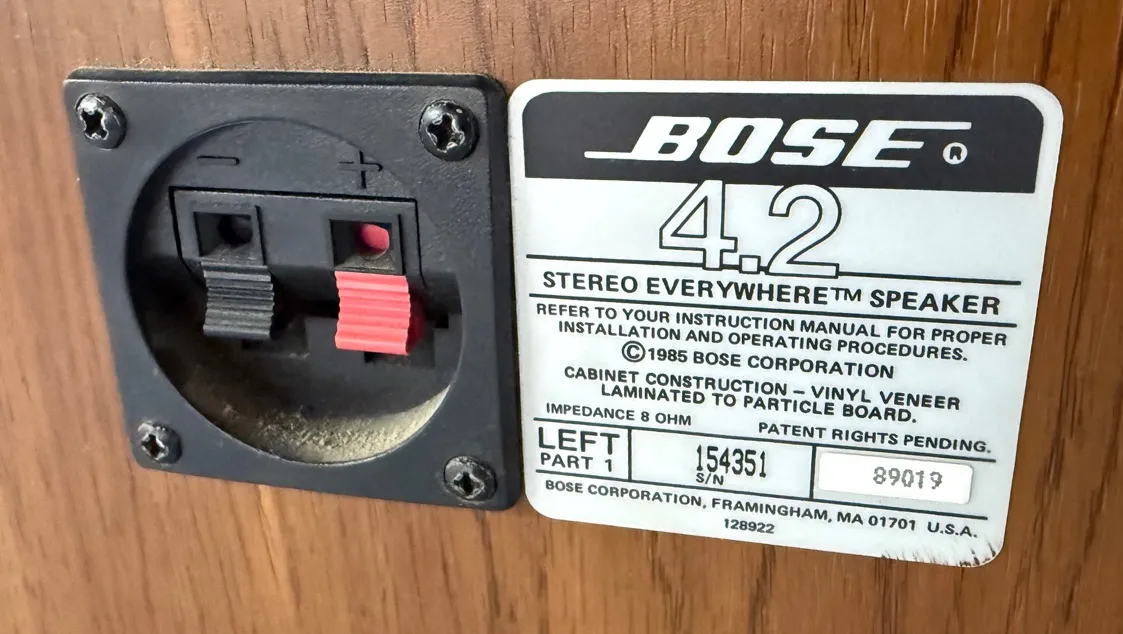 − +
BOSE®
4.2
STEREO EVERYWHERE™ SPEAKER
REFER TO YOUR INSTRUCTION MANUAL FOR PROPER
INSTALLATION AND OPERATING PROCEDURES.
©1985 BOSE CORPORATION
CABINET CONSTRUCTION – VINYL VENEER
LAMINATED TO PARTICLE BOARD.
IMPEDANCE 8 OHM PATENT RIGHTS PENDING.
LEFT
PART 1
154351
S/N
89019
BOSE CORPORATION, FRAMINGHAM, MA 01701 U.S.A.
128922